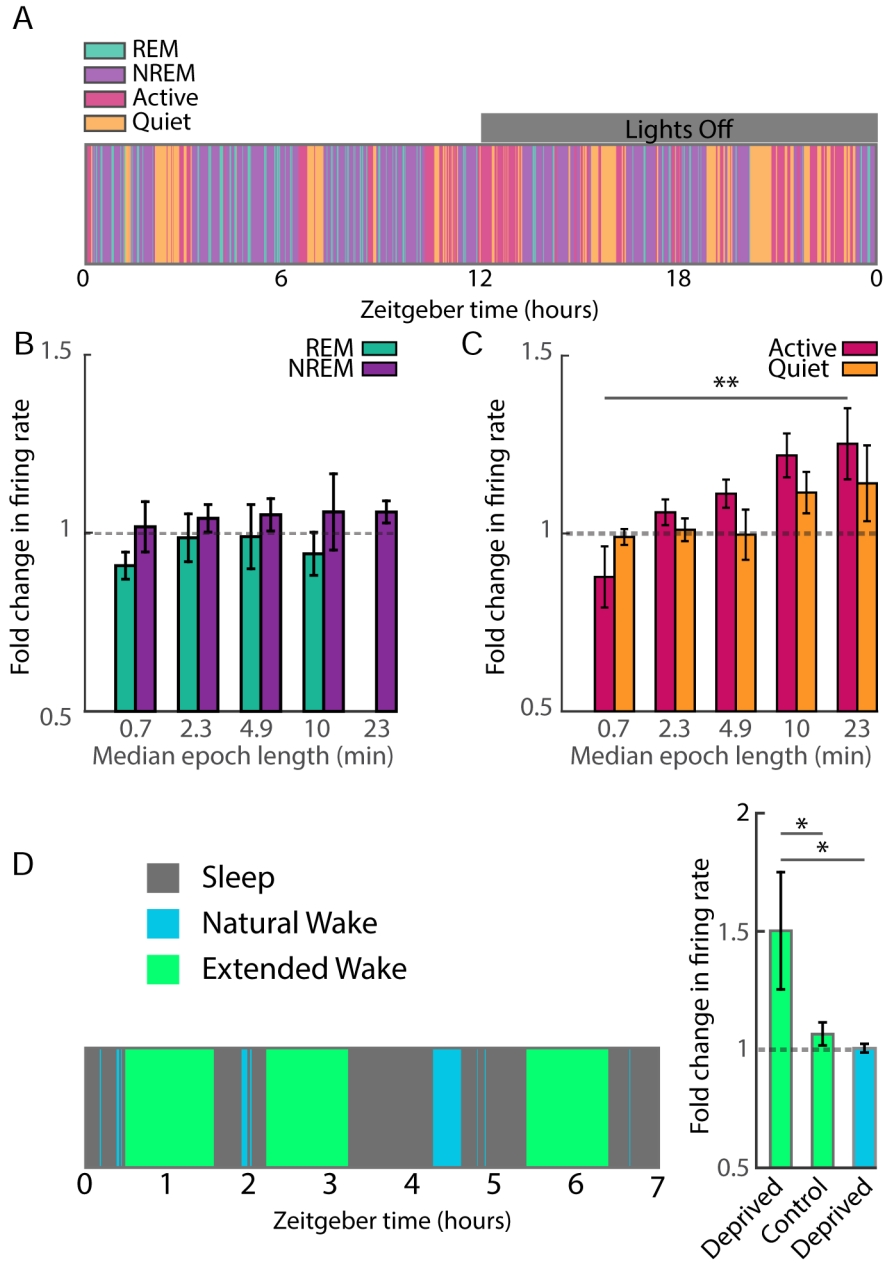 A
REM
NREM
Active
Quiet
Lights Off
0 6 12 18 0
Zeitgeber time (hours)
B
REM
NREM
1.5
1
0.5
Fold change in firing rate
0.7 2.3 4.9 10 23
Median epoch length (min)
C
Active
Quiet
**
1.5
1
0.5
Fold change in firing rate
0.7 2.3 4.9 10 23
Median epoch length (min)
D
Sleep
Natural Wake
Extended Wake
0 1 2 3 4 5 6 7
Zeitgeber time (hours)
2
1.5
1
0.5
Fold change in firing rate
*
*
Deprived
Control
Deprived